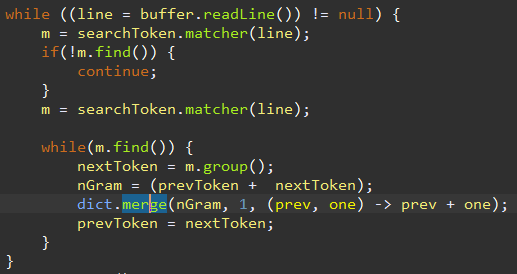 while ((line = buffer.readLine()) != null) {
    m = searchToken.matcher(line);
    if(!m.find()) {
        continue;
    }
    m = searchToken.matcher(line);

    while(m.find()) {
        nextToken = m.group();
        nGram = (prevToken +  nextToken);
        dict.merge(nGram, 1, (prev, one) -> prev + one);
        prevToken = nextToken;
    }
}